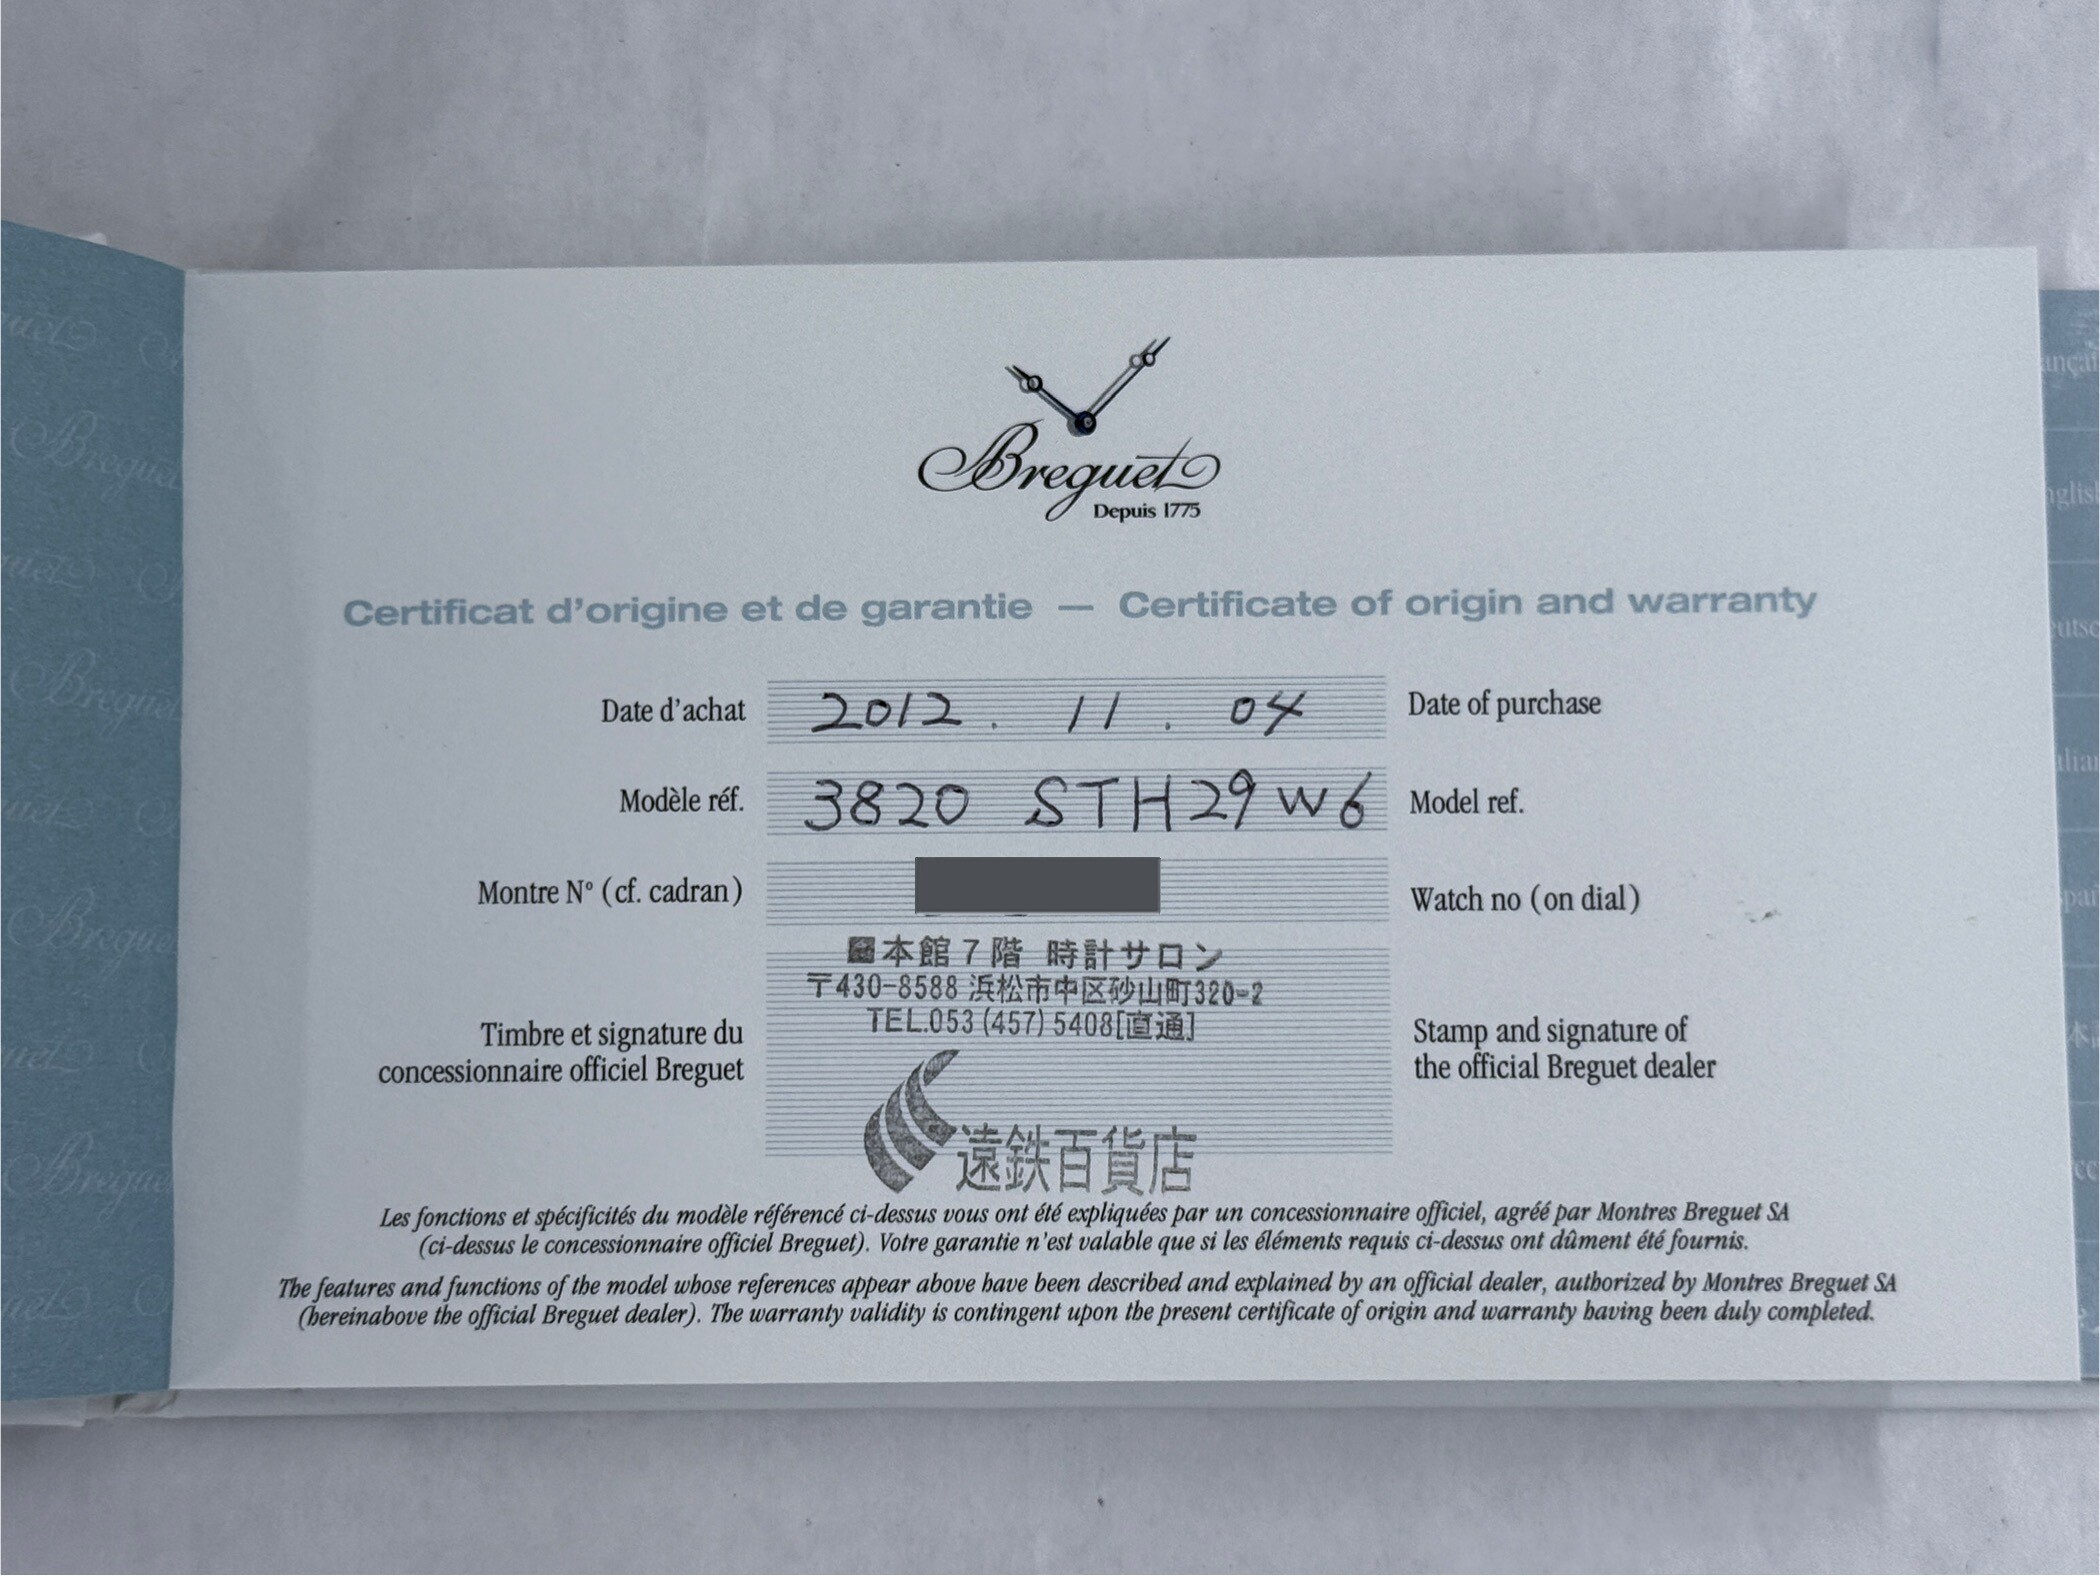 Breguet
Depuis 1775
Certificat d'origine et de garantie — Certificate of origin and warranty
Date d'achat 2012 . 11 . 04 Date of purchase
Modèle réf. 3820 STH29W6 Model ref.
Montre N° (cf. cadran) Watch no (on dial)
本館7階 時計サロン
〒430-8588 浜松市中区砂山町320-2
TEL.053(457)5408[直通]
Timbre et signature du
concessionnaire officiel Breguet
Stamp and signature of
the official Breguet dealer
遠鉄百貨店
Les fonctions et spécificités du modèle référencé ci-dessus vous ont été expliquées par un concessionnaire officiel, agréé par Montres Breguet SA
(ci-dessus le concessionnaire officiel Breguet). Votre garantie n'est valable que si les éléments requis ci-dessus ont dûment été fournis.
The features and functions of the model whose references appear above have been described and explained by an official dealer, authorized by Montres Breguet SA
(hereinabove the official Breguet dealer). The warranty validity is contingent upon the present certificate of origin and warranty having been duly completed.